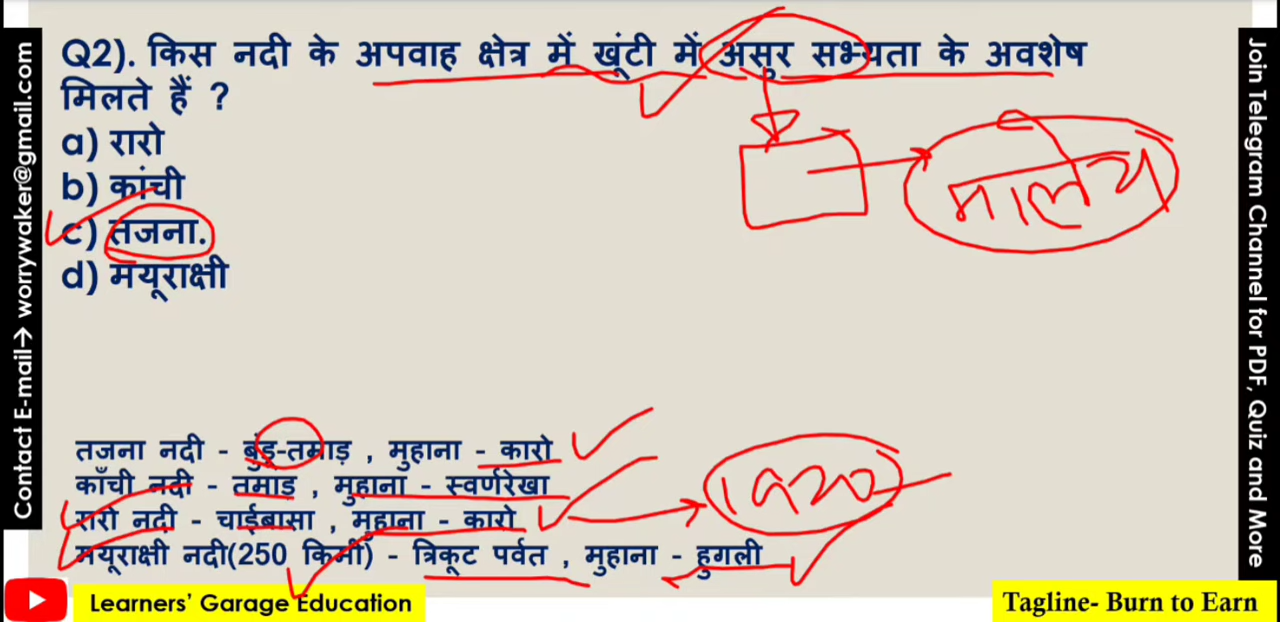 Q2). किस नदी के अपवाह क्षेत्र में खूंटी में असुर सभ्यता के अवशेष
मिलते हैं ?
a) रारो
b) कांची
c) तजना.
d) मयूराक्षी
तजना नदी - बुंडू-तमाड़ , मुहाना - कारो
काँची नदी - तमाड़ , मुहाना - स्वर्णरेखा
रारो नदी - चाईबासा , मुहाना - कारो
मयूराक्षी नदी(250 किमी) - त्रिकूट पर्वत , मुहाना - हुगली
Contact E-mail→ worrywaker@gmail.com
Join Telegram Channel for PDF, Quiz and More
Learners' Garage Education
Tagline- Burn to Earn